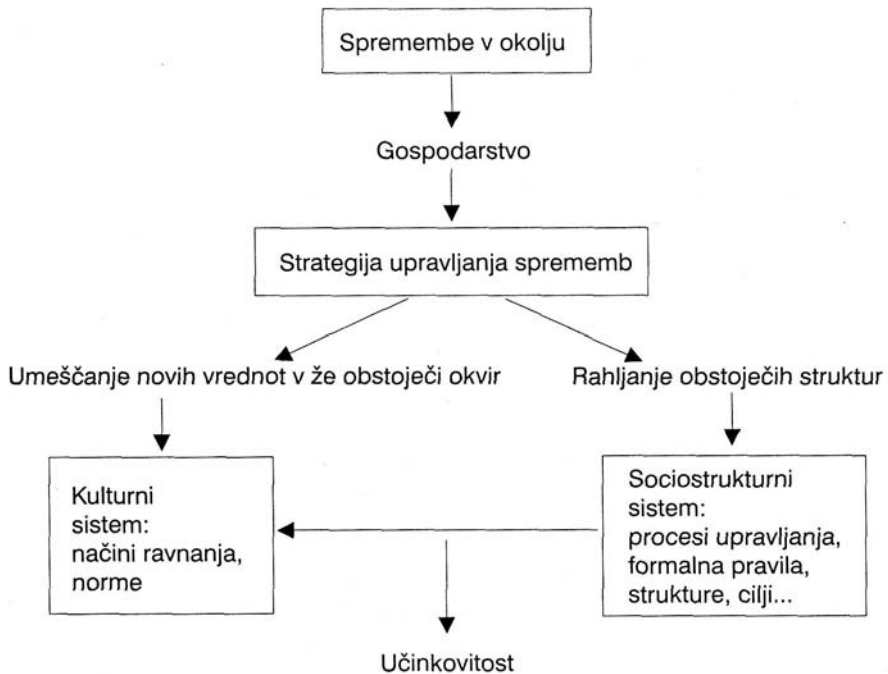 Spremembe v okolju
Gospodarstvo
Strategija upravljanja sprememb
Umeščanje novih vrednot v že obstoječi okvir
Rahljanje obstoječih struktur
Kulturni
sistem:
načini ravnanja,
norme
Sociostrukturni
sistem:
procesi upravljanja,
formalna pravila,
strukture, cilji...
Učinkovitost